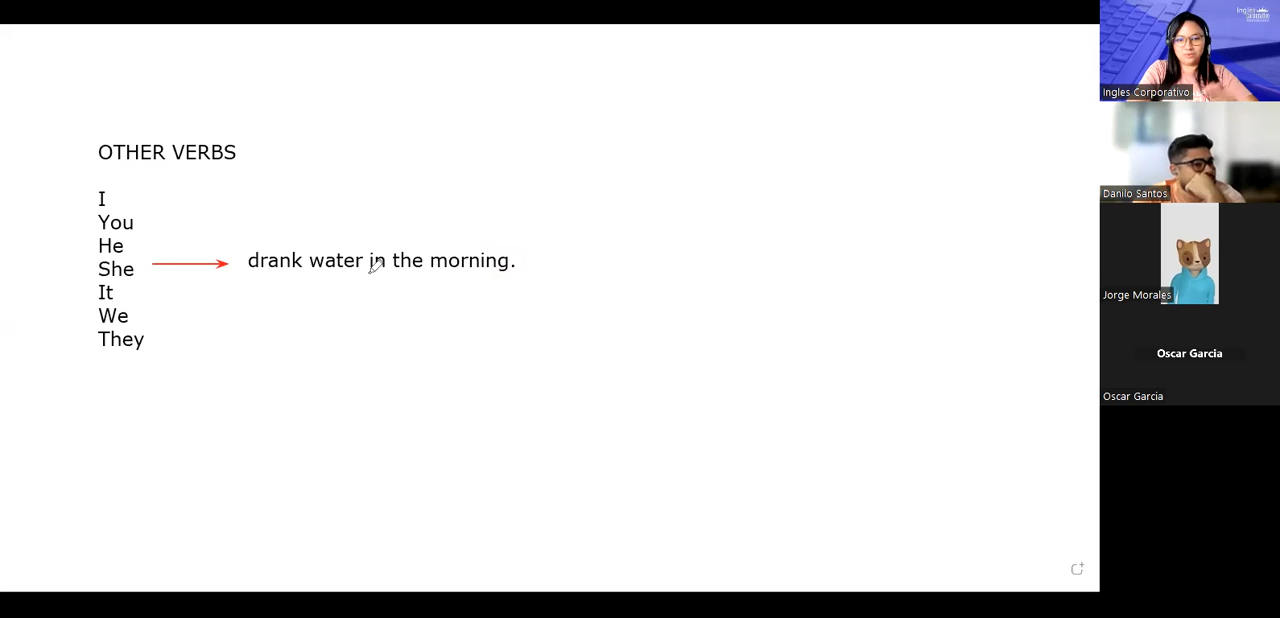 OTHER VERBS
I
You
He
She
It
We
They
drank water in the morning.
Ingles
Ingles Corporativo
Danilo Santos
Jorge Morales
Oscar Garcia
Oscar Garcia